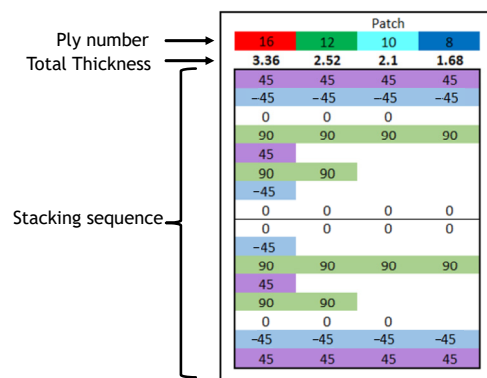 Patch
Ply number 16 12 10 8
Total Thickness 3.36 2.52 2.1 1.68
45 45 45 45
−45 −45 −45 −45
0 0 0
90 90 90 90
45
90 90
−45
0 0 0 0
Stacking sequence
0 0 0 0
−45
90 90 90 90
45
90 90
0 0 0
−45 −45 −45 −45
45 45 45 45